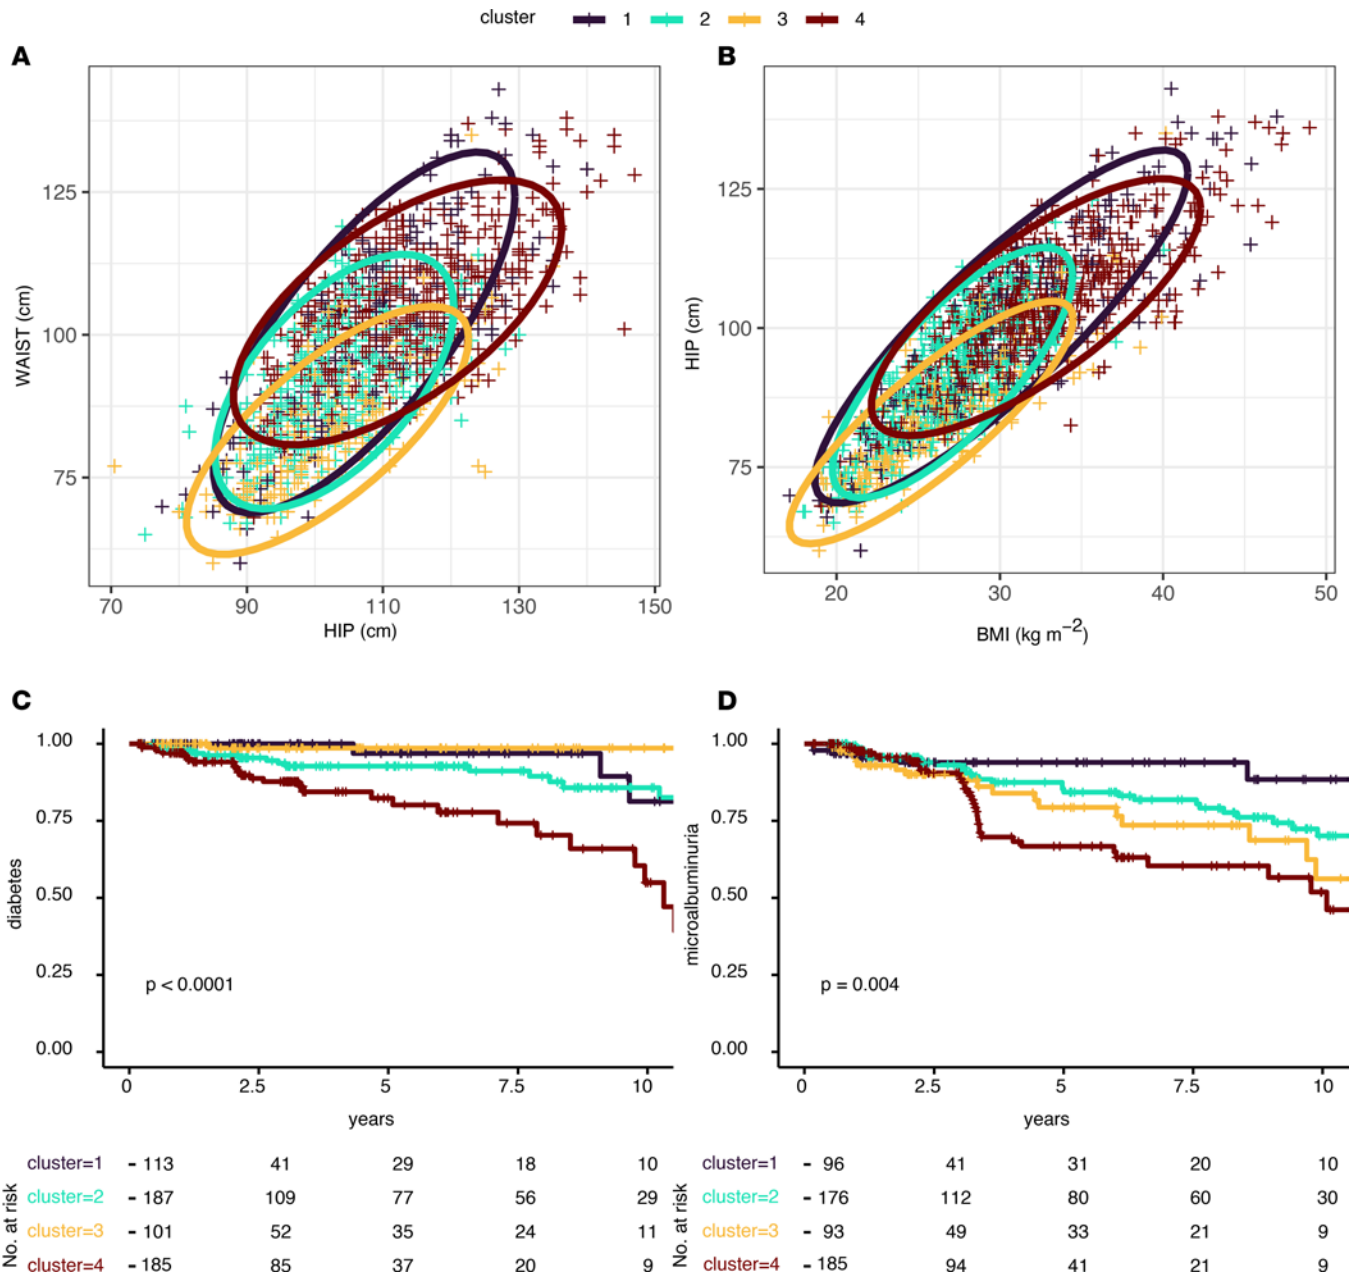 cluster 1 2 3 4
A
B
WAIST (cm)
125
100
75
70 90 110 130 150
HIP (cm)
HIP (cm)
125
100
75
20 30 40 50
BMI (kg m−2)
C
D
diabetes
1.00
0.75
0.50
0.25
0.00
p < 0.0001
0 2.5 5 7.5 10
years
microalbuminuria
1.00
0.75
0.50
0.25
0.00
p = 0.004
0 2.5 5 7.5 10
years
No. at risk
cluster=1 - 113 41 29 18 10
cluster=2 - 187 109 77 56 29
cluster=3 - 101 52 35 24 11
cluster=4 - 185 85 37 20 9
No. at risk
cluster=1 - 96 41 31 20 10
cluster=2 - 176 112 80 60 30
cluster=3 - 93 49 33 21 9
cluster=4 - 185 94 41 21 9